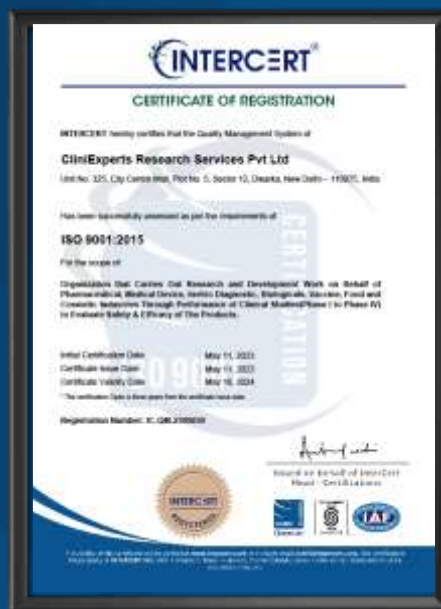 INTERCERT®
CERTIFICATE OF REGISTRATION
INTERCERT hereby certifies that the Quality Management System of
CliniExperts Research Services Pvt Ltd
Unit No. 325, City Centre Mall, Plot No. 5, Sector 12, Dwarka, New Delhi – 110075, India
Has been successfully assessed as per the requirements of
ISO 9001:2015
For the scope of
Organization that Carries Out Research and Development Work on Behalf of
Pharmaceutical, Medical Device, Invitro Diagnostic, Biologicals, Vaccine, Food and
Cosmetic Industries Through Performance of Clinical Studies(Phase I to Phase IV)
to Evaluate Safety & Efficacy of The Products.
Initial Certification Date May 11, 2023
Certificate Issue Date May 11, 2023
Certificate Validity Date May 10, 2024
Registration Number:
Issued on behalf of InterCert
Head - Certifications
INTERCERT
REGISTERED
IAF
CERTIFICATION